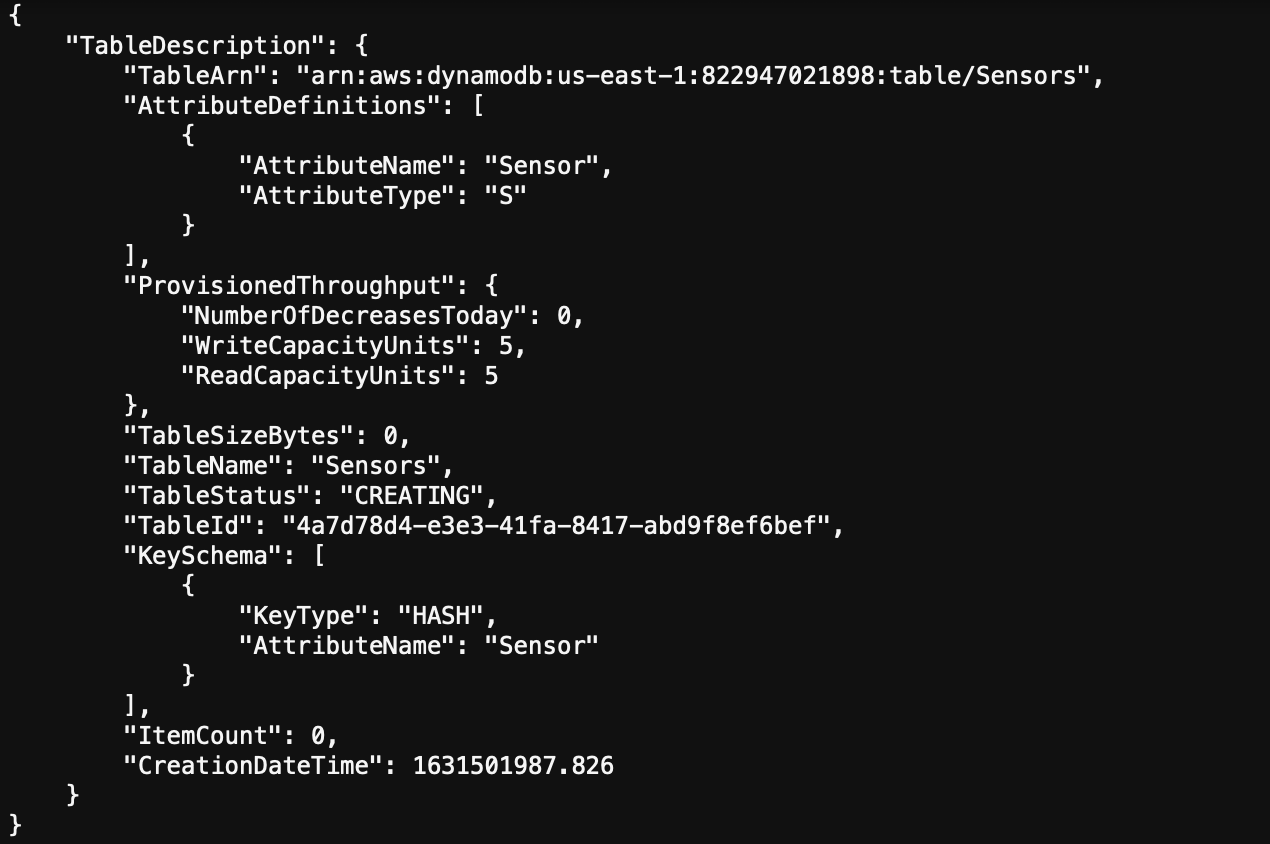 {
    "TableDescription": {
        "TableArn": "arn:aws:dynamodb:us-east-1:822947021898:table/Sensors",
        "AttributeDefinitions": [
            {
                "AttributeName": "Sensor",
                "AttributeType": "S"
            }
        ],
        "ProvisionedThroughput": {
            "NumberOfDecreasesToday": 0,
            "WriteCapacityUnits": 5,
            "ReadCapacityUnits": 5
        },
        "TableSizeBytes": 0,
        "TableName": "Sensors",
        "TableStatus": "CREATING",
        "TableId": "4a7d78d4-e3e3-41fa-8417-abd9f8ef6bef",
        "KeySchema": [
            {
                "KeyType": "HASH",
                "AttributeName": "Sensor"
            }
        ],
        "ItemCount": 0,
        "CreationDateTime": 1631501987.826
    }
}